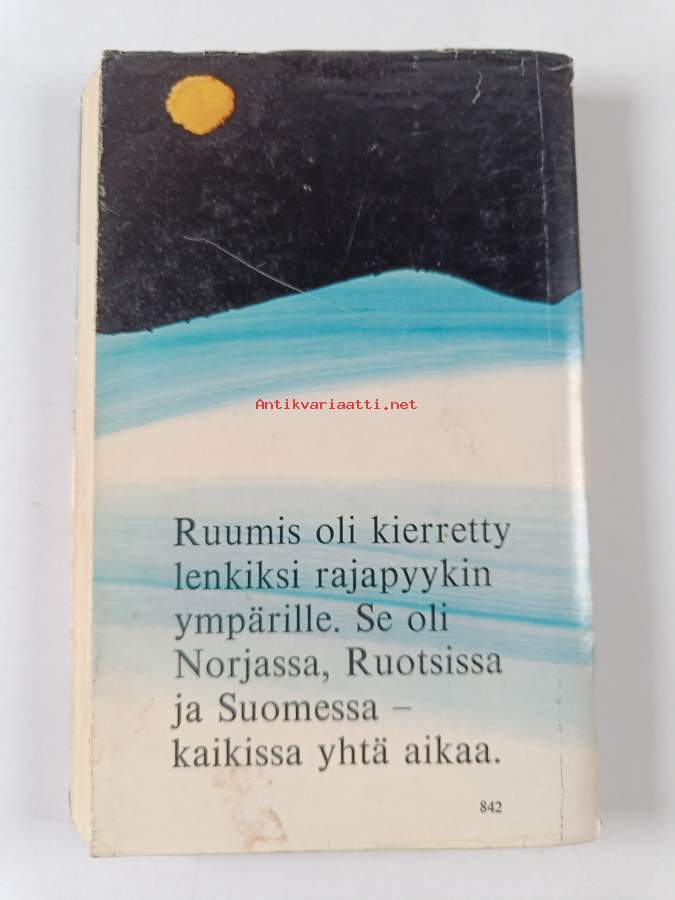 Antikvariaatti.net
Ruumis oli kierretty
lenkiksi rajapyykin
ympärille. Se oli
Norjassa, Ruotsissa
ja Suomessa –
kaikissa yhtä aikaa.
842